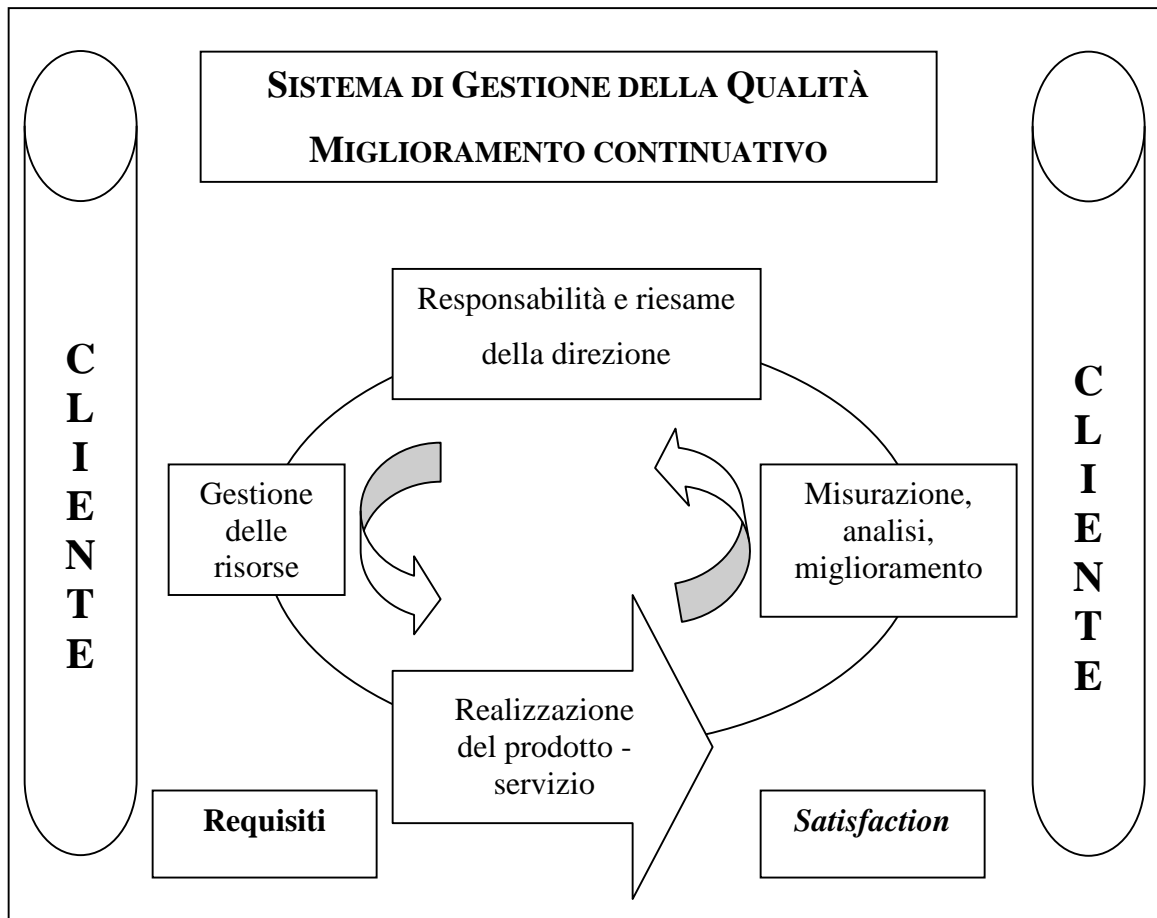 SISTEMA DI GESTIONE DELLA QUALITÀ
MIGLIORAMENTO CONTINUATIVO
Responsabilità e riesame
della direzione
C
L
I
E
N
T
E
Gestione
delle
risorse
Misurazione,
analisi,
miglioramento
C
L
I
E
N
T
E
Realizzazione
del prodotto -
servizio
Requisiti
Satisfaction